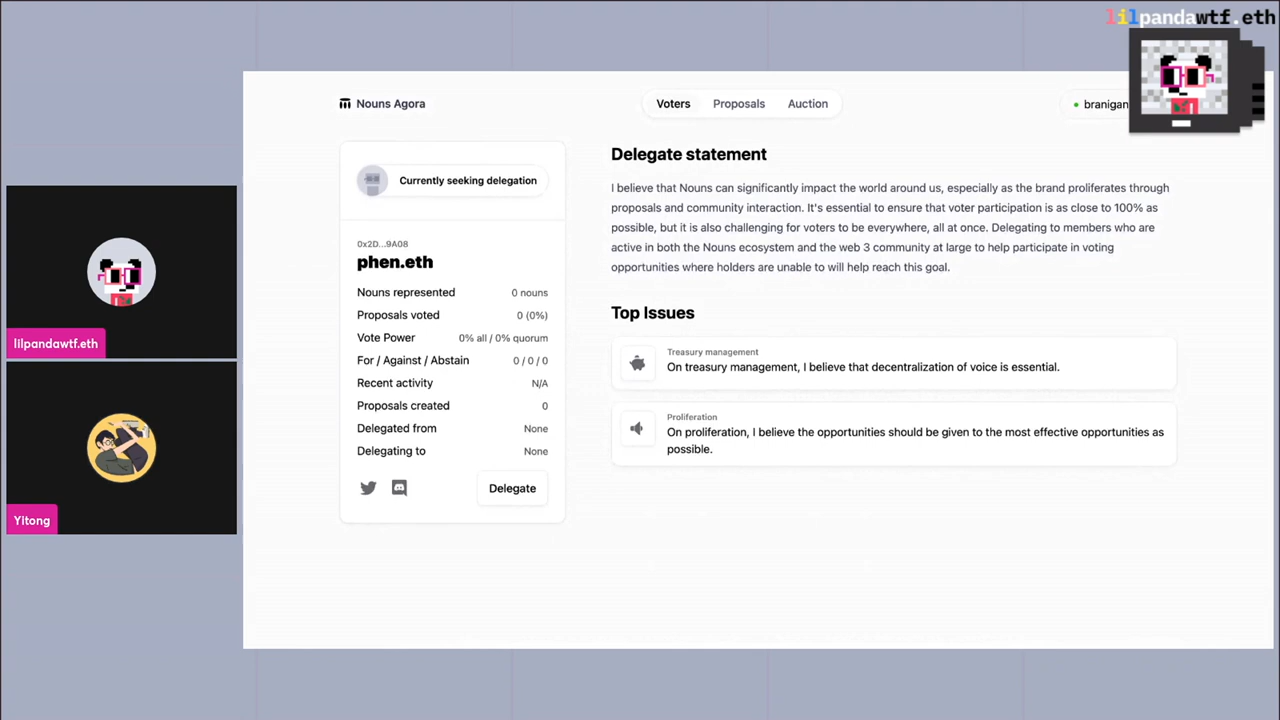 lilpandawtf.eth
Nouns Agora
Voters
Proposals
Auction
branigan
Currently seeking delegation
0x2D...9A08
phen.eth
Nouns represented 0 nouns
Proposals voted 0 (0%)
Vote Power 0% all / 0% quorum
For / Against / Abstain 0 / 0 / 0
Recent activity N/A
Proposals created 0
Delegated from None
Delegating to None
Delegate
Delegate statement
I believe that Nouns can significantly impact the world around us, especially as the brand proliferates through
proposals and community interaction. It's essential to ensure that voter participation is as close to 100% as
possible, but it is also challenging for voters to be everywhere, all at once. Delegating to members who are
active in both the Nouns ecosystem and the web 3 community at large to help participate in voting
opportunities where holders are unable to will help reach this goal.
Top Issues
Treasury management
On treasury management, I believe that decentralization of voice is essential.
Proliferation
On proliferation, I believe the opportunities should be given to the most effective opportunities as
possible.
lilpandawtf.eth
Yitong